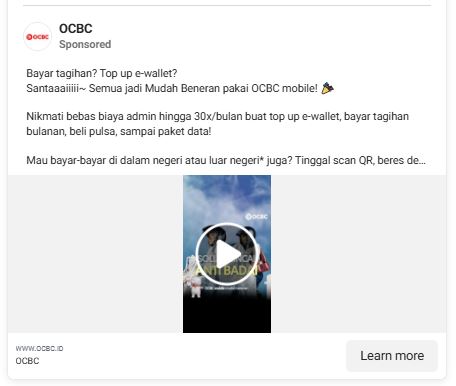 OCBC
OCBC
Sponsored
Bayar tagihan? Top up e-wallet?
Santaaaiiiii~ Semua jadi Mudah Beneran pakai OCBC mobile! 🎉
Nikmati bebas biaya admin hingga 30x/bulan buat top up e-wallet, bayar tagihan
bulanan, beli pulsa, sampai paket data!
Mau bayar-bayar di dalam negeri atau luar negeri* juga? Tinggal scan QR, beres de...
OCBC
ANTI BADAI
WWW.OCBC.ID
OCBC
Learn more